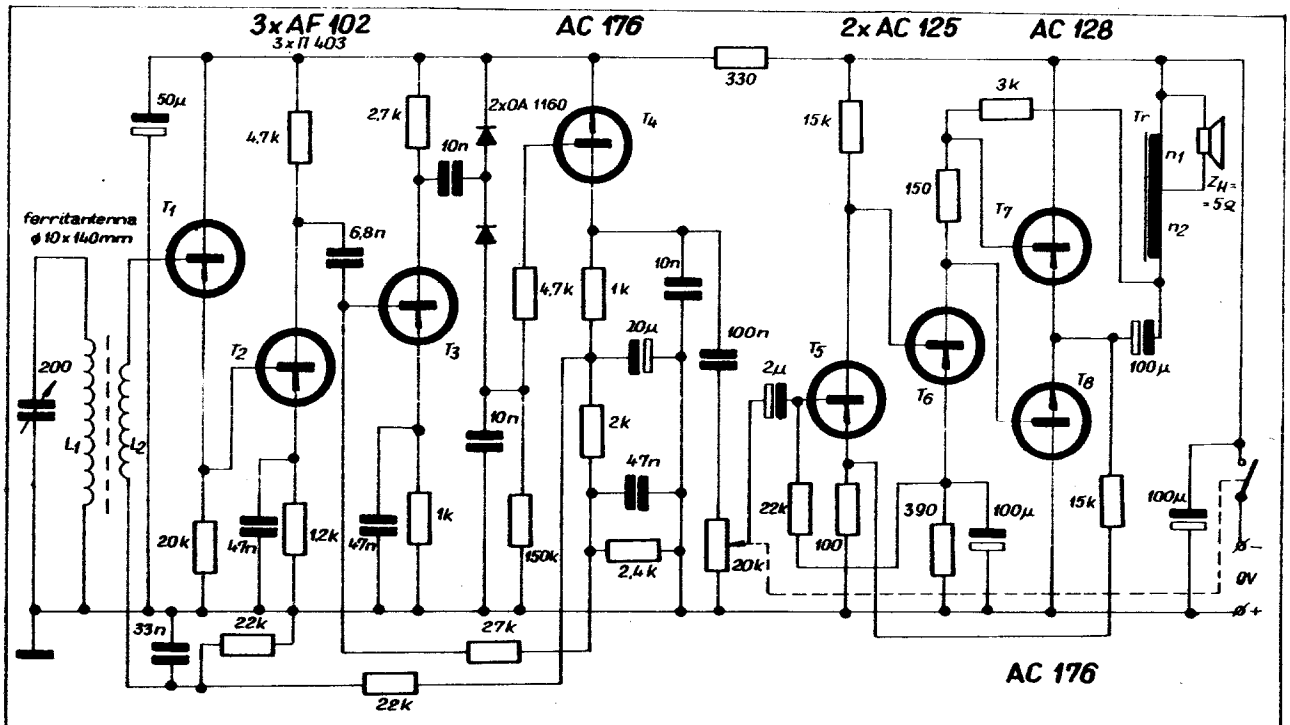 3x AF 102
3x П 403
AC 176
2x AC 125
AC 128
330
3k
50µ
4,7k
2,7k
2x0A 1160
T4
15k
Tr
n1
10n
150
ZH=
=5Ω
ferritantenna
ϕ 10x140mm
T1
6,8n
T7
n2
10n
4,7k
1k
100n
20µ
T2
T3
T5
2µ
T6
T8
100µ
200
L1
L2
10n
2k
47n
22k
390
100µ
15k
100µ
20k
47n
1,2k
47n
1k
150k
2,4k
20k
100
-
9V
+
33n
22k
27k
22k
AC 176